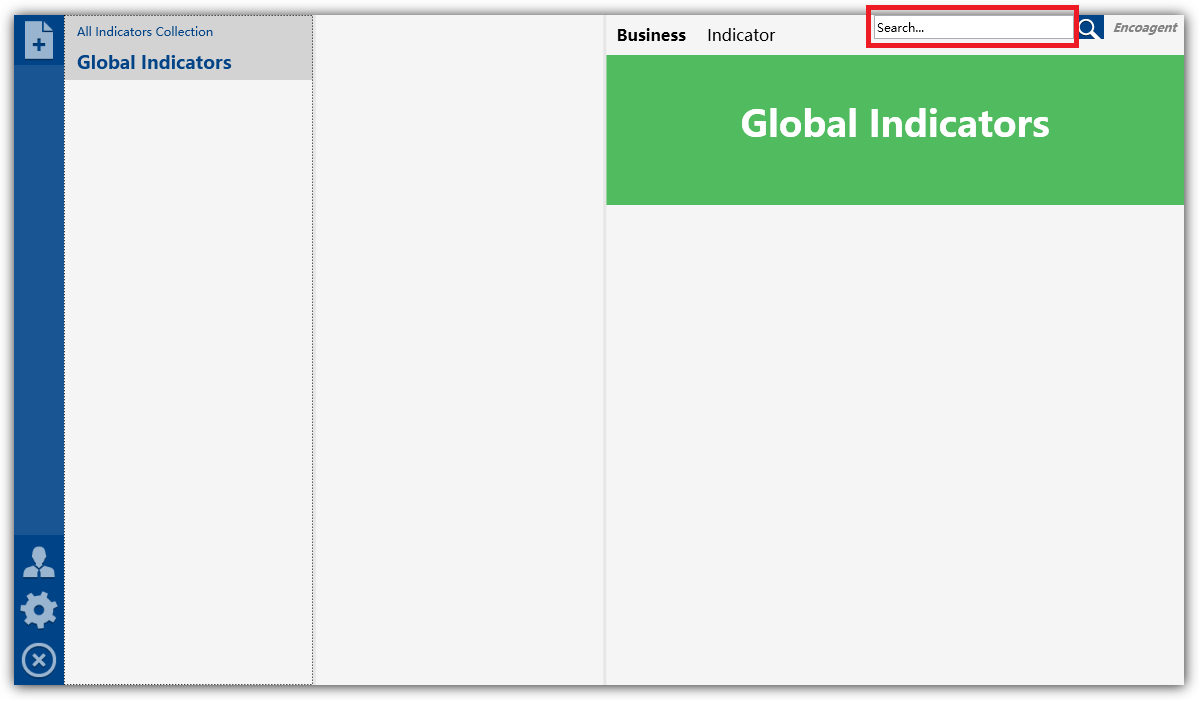 All Indicators Collection
Global Indicators
Business Indicator
Search...
Encoagent
Global Indicators